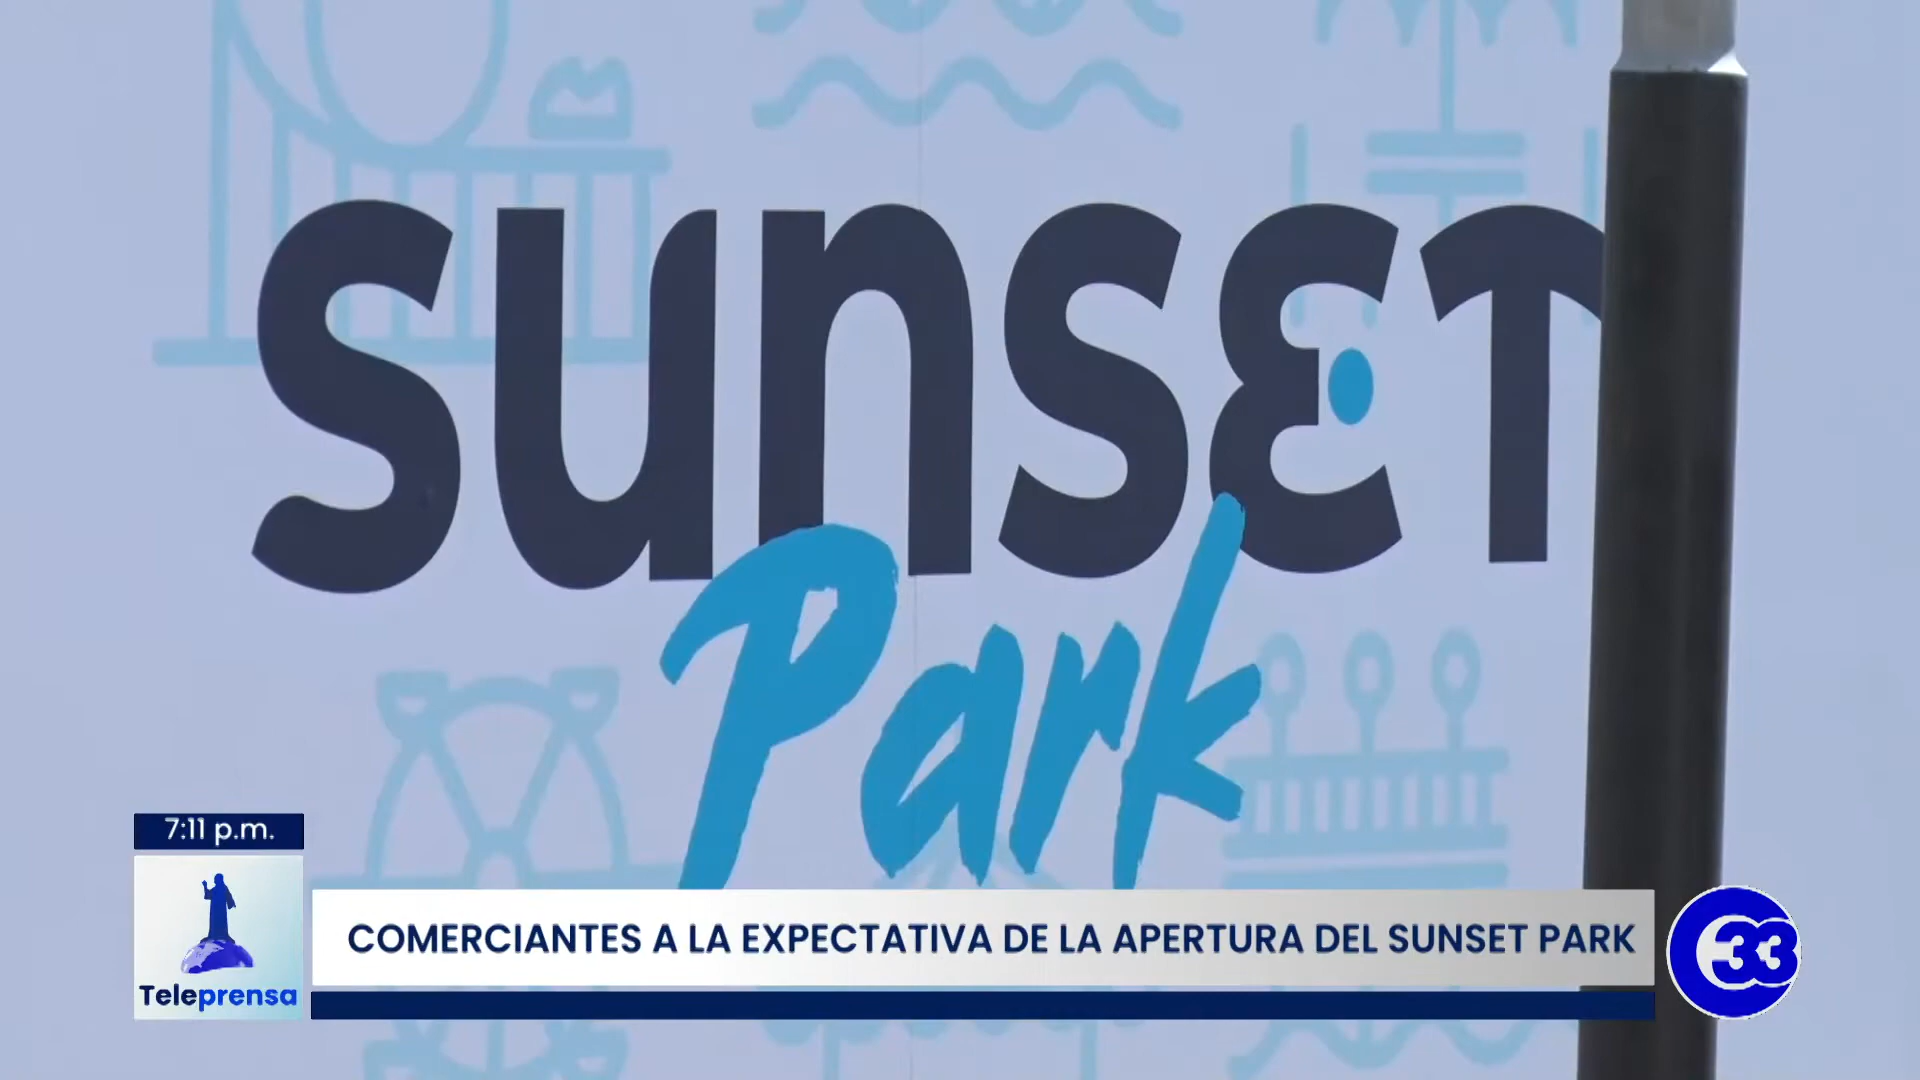 sunset
Park
7:11 p.m.
Teleprensa
COMERCIANTES A LA EXPECTATIVA DE LA APERTURA DEL SUNSET PARK
33